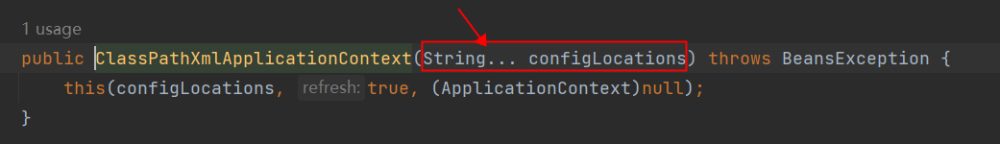 1 usage
public ClassPathXmlApplicationContext(String... configLocations) throws BeansException {
this(configLocations, refresh: true, (ApplicationContext)null);
}